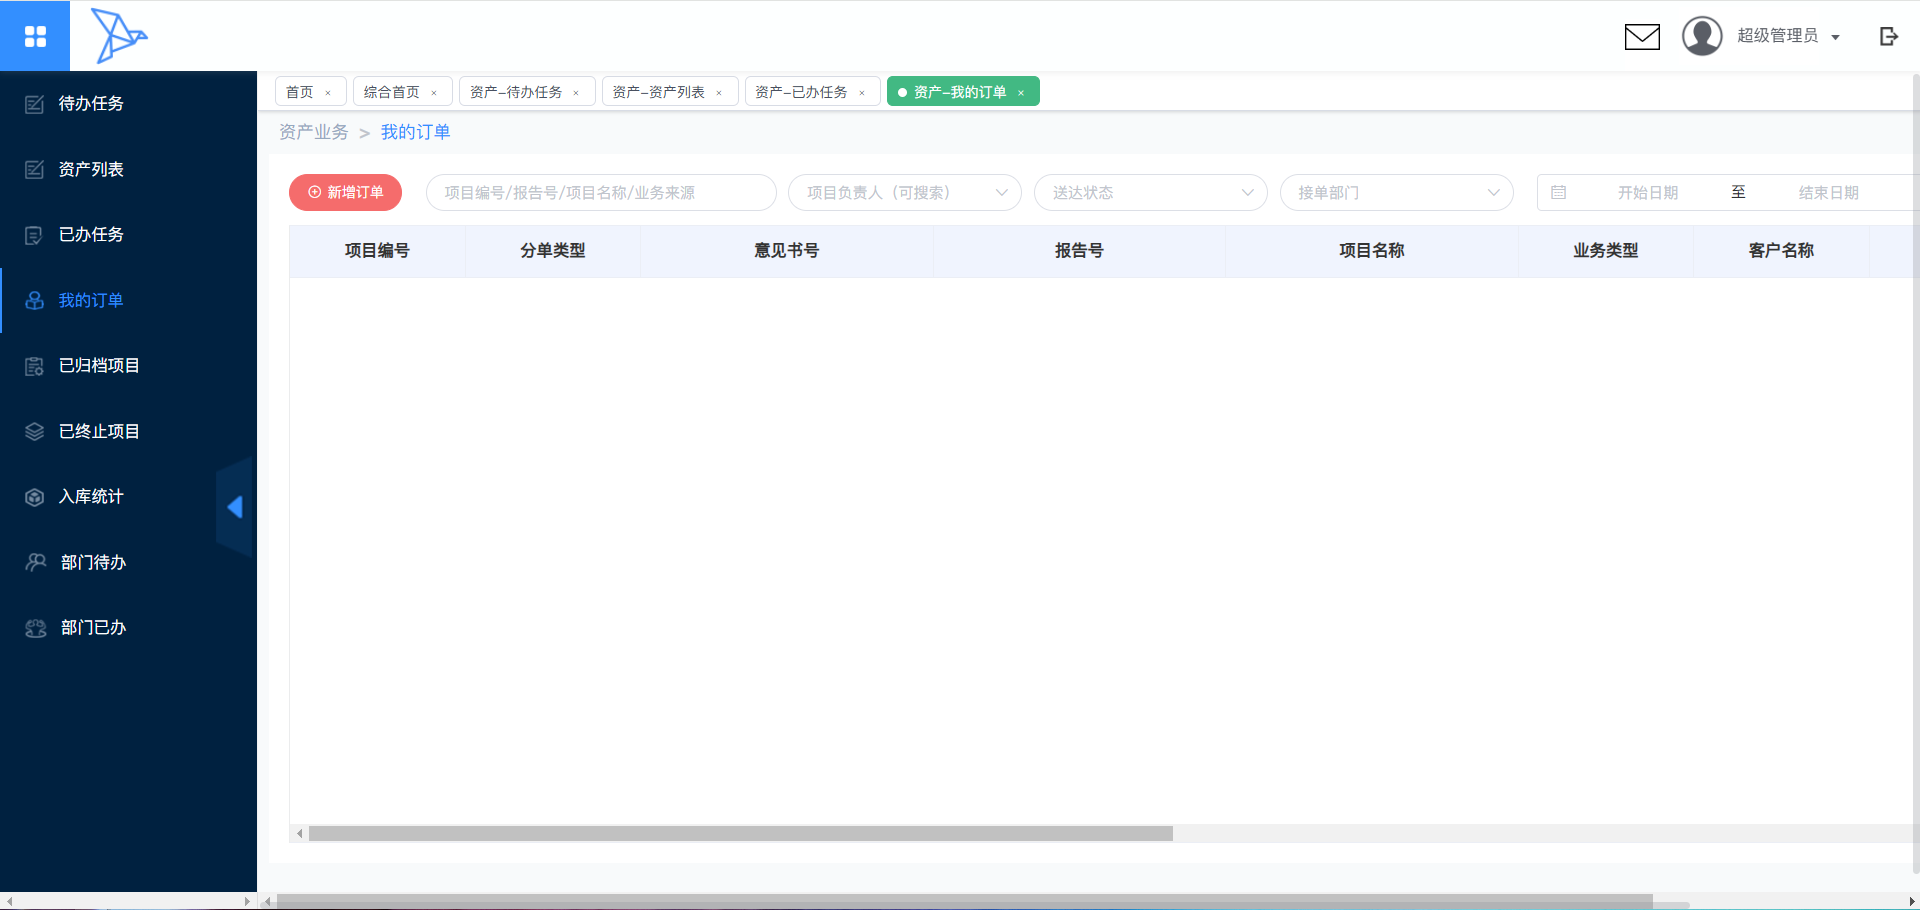 超级管理员
首页 × 综合首页 × 资产-待办任务 × 资产-资产列表 × 资产-已办任务 × 资产-我的订单 ×
资产业务 > 我的订单
待办任务
资产列表
已办任务
我的订单
已归档项目
已终止项目
入库统计
部门待办
部门已办
新增订单 项目编号/报告号/项目名称/业务来源 项目负责人（可搜索） 送达状态 接单部门 开始日期 至 结束日期
项目编号 分单类型 意见书号 报告号 项目名称 业务类型 客户名称